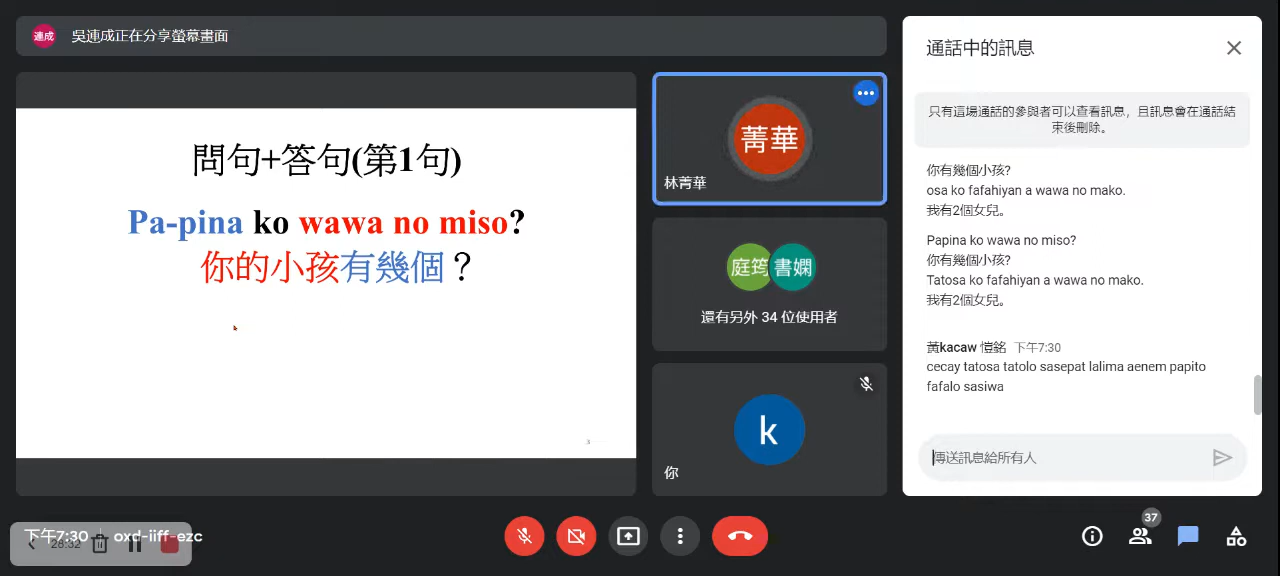 連成
吳連成正在分享螢幕畫面
問句+答句(第1句)
Pa-pina ko wawa no miso?
你的小孩有幾個？
菁華
林菁華
庭筠 書嫻
還有另外 34 位使用者
k
你
通話中的訊息
只有這場通話的參與者可以查看訊息，且訊息會在通話結
束後刪除。
你有幾個小孩?
osa ko fafahiyan a wawa no mako.
我有2個女兒。
Papina ko wawa no miso?
你有幾個小孩?
Tatosa ko fafahiyan a wawa no mako.
我有2個女兒。
黃kacaw 愷銘 下午7:30
cecay tatosa tatolo sasepat lalima aenem papito
fafalo sasiwa
傳送訊息給所有人
下午7:30 | oxd-iiff-ezc
28:32
37